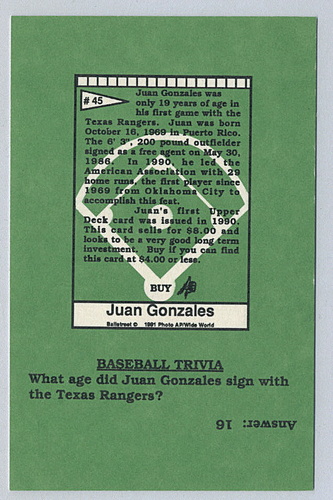 # 45
Juan Gonzales was
only 19 years of age in
his first game with the
Texas Rangers. Juan was born
October 16, 1969 in Puerto Rico.
The 6' 200 pound outfielder
signed as a free agent on May 30,
1986. In 1990, he led the
American Association with 29
home runs, the first player since
1969 from Oklahoma City to
accomplish this feat.
Juan's first Upper
Deck card was issued in 1990.
This card sells for $8.00 and
looks to be a very good long term
investment. Buy if you can find
this card at $4.00 or less.
BUY
Juan Gonzales
Ballstreet © 1991 Photo AP/Wide World
BASEBALL TRIVIA
What age did Juan Gonzales sign with
the Texas Rangers?
Answer: 16